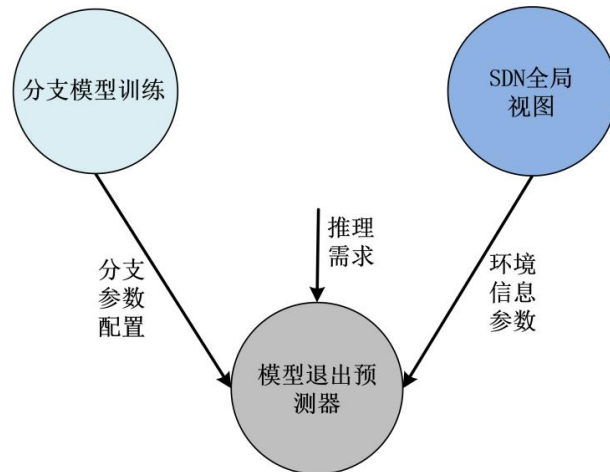 分支模型训练
SDN全局
视图
推理
需求
分支
参数
配置
环境
信息
参数
模型退出预
测器